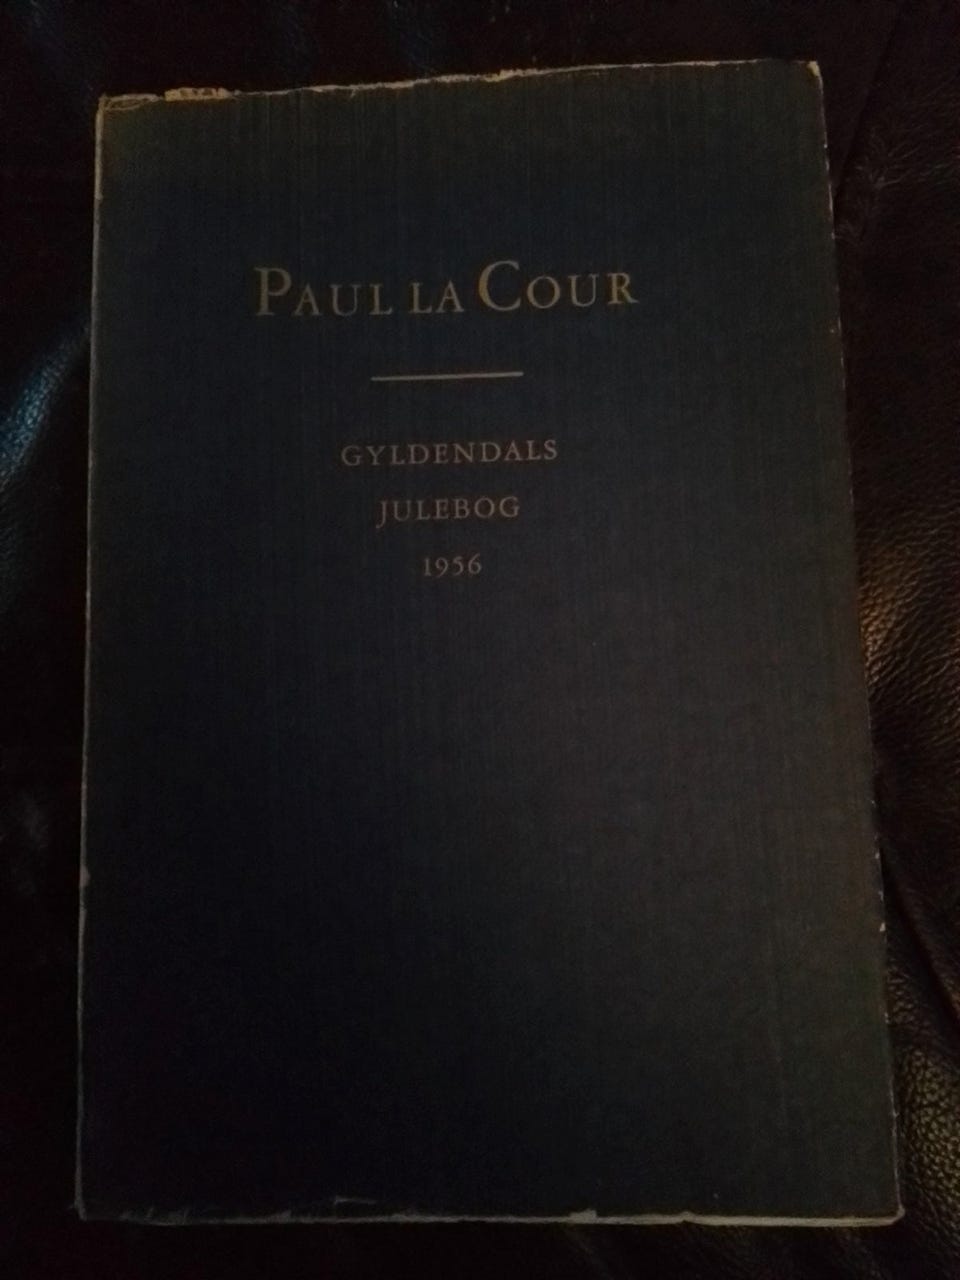 PAUL LA COUR
GYLDENDALS
JULEBOG
1956